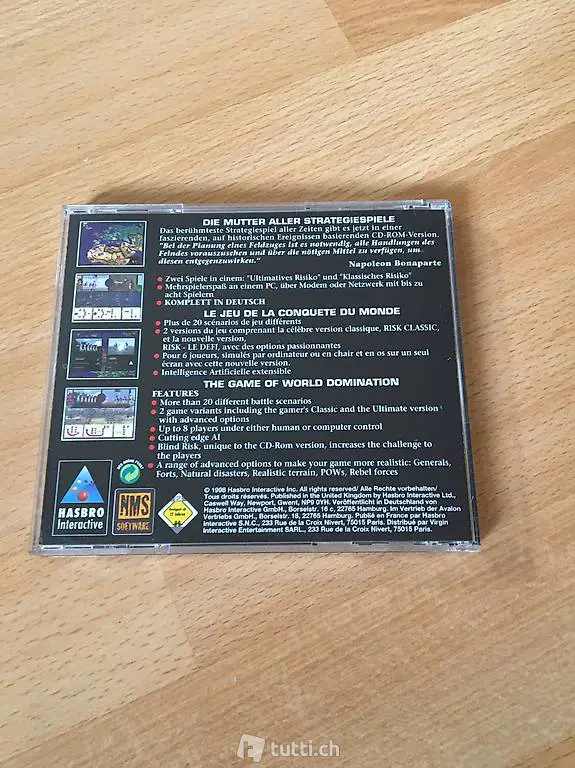 DIE MUTTER ALLER STRATEGIESPIELE
Das berühmteste Strategiespiel aller Zeiten gibt es jetzt in einer
faszinierenden, auf historischen Ereignissen basierenden CD-ROM-Version.
"Bei der Planung eines Feldzuges ist es notwendig, alle Handlungen des
Feindes vorauszuschen und über die nötigen Mittel zu verfügen, um
diesen entgegenzuwirken."
Napoleon Bonaparte
• Zwei Spiele in einem: "Ultimatives Risiko" und "Klassisches Risiko"
• Mehrspielerspaß an einem PC, über Modem oder Netzwerk mit bis zu
acht Spielern
• KOMPLETT IN DEUTSCH
LE JEU DE LA CONQUETE DU MONDE
• Plus de 20 scénarios de jeu différents
• 2 versions du jeu comprenant la célèbre version classique, RISK CLASSIC,
et la nouvelle version,
RISK - LE DEFI, avec des options passionnantes
• Pour 6 joueurs, simulés par ordinateur ou en chair et en os sur un seul
écran avec cette nouvelle version.
• Intelligence Artificielle extensible
THE GAME OF WORLD DOMINATION
FEATURES
• More than 20 different battle scenarios
• 2 game variants including the gamer's Classic and the Ultimate version
with advanced options
• Up to 8 players under either human or computer control
• Cutting edge AI
• Blind Risk, unique to the CD-Rom version, increases the challenge to
the players
• A range of advanced options to make your game more realistic: Generals,
Forts, Natural disasters, Realistic terrain, POWs, Rebel forces
HASBRO
Interactive
NMS
SOFTWARE
Geeignet ab
12 Jahren
© 1998 Hasbro Interactive Inc. All rights reserved/ Alle Rechte vorbehalten/
Tous droits réservés. Published in the United Kingdom by Hasbro Interactive Ltd.,
Caswell Way, Newport, Gwent, NP9 0YH. Veröffentlicht in Deutschland von
Hasbro Interactive GmbH., Borselstr. 16 c, 22765 Hamburg. Im Vertrieb der Avalon
Vertriebs GmbH., Borselstr. 18, 22765 Hamburg. Publié en France par Hasbro
Interactive S.N.C., 233 Rue de la Croix Nivert, 75015 Paris. Distribué par Virgin
Interactive Entertainment SARL., 233 Rue de la Croix Nivert, 75015 Paris.
tutti.ch